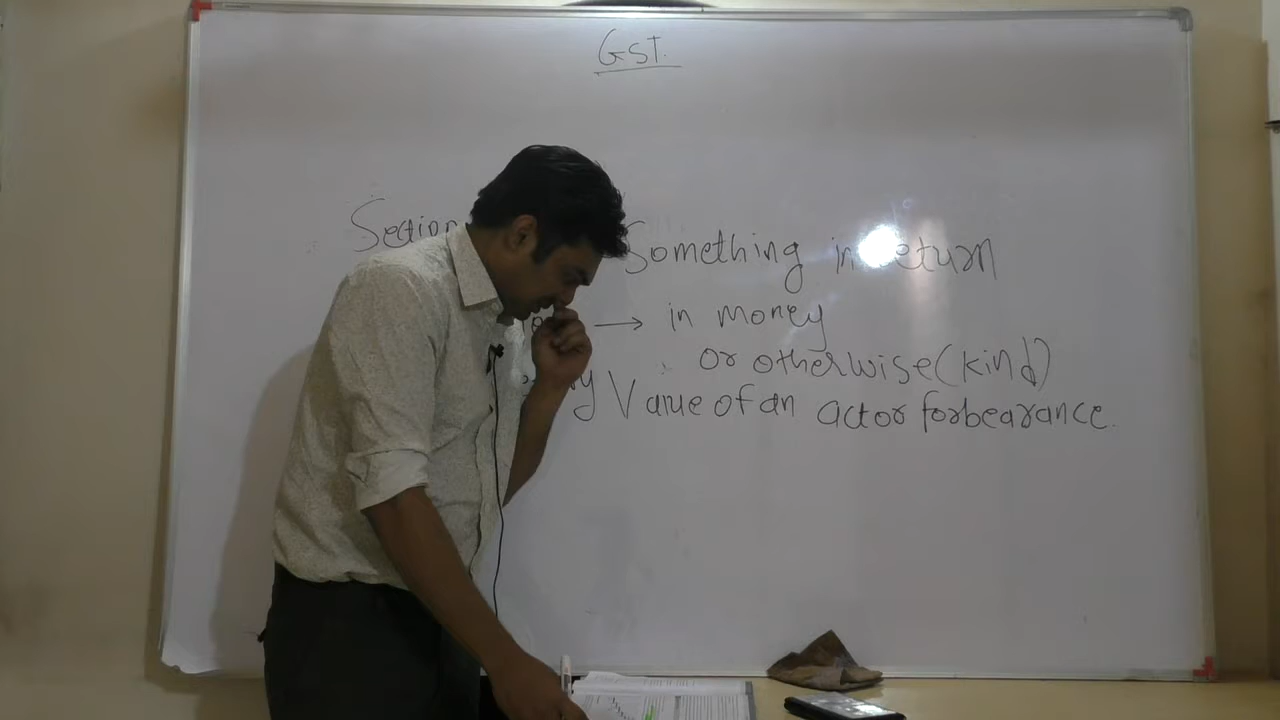 GST.
Section Something in return
→ in money
or otherwise (kind)
Value of an act or forbearance.